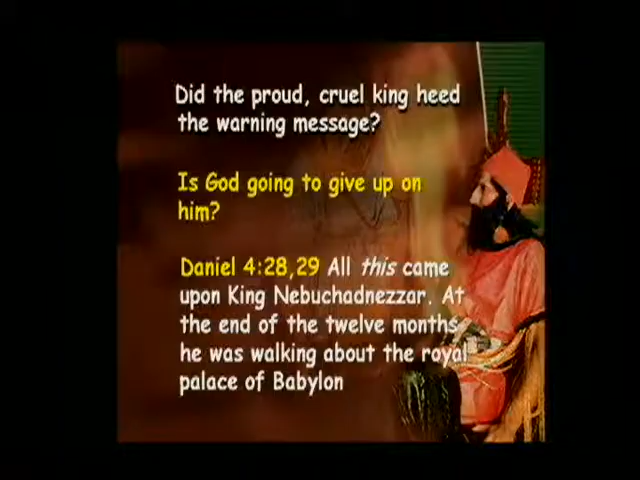 Did the proud, cruel king heed
the warning message?
Is God going to give up on
him?
Daniel 4:28,29 All this came
upon King Nebuchadnezzar. At
the end of the twelve months
he was walking about the royal
palace of Babylon